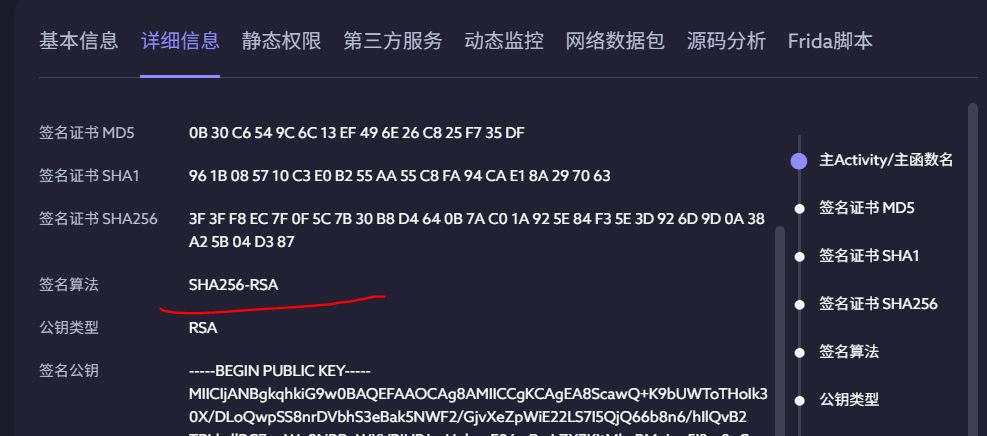 基本信息 详细信息 静态权限 第三方服务 动态监控 网络数据包 源码分析 Frida脚本
签名证书 MD5 0B 30 C6 54 9C 6C 13 EF 49 6E 26 C8 25 F7 35 DF
签名证书 SHA1 96 1B 08 57 10 C3 E0 B2 55 AA 55 C8 FA 94 CA E1 8A 29 70 63
签名证书 SHA256 3F 3F F8 EC 7F 0F 5C 7B 30 B8 D4 64 0B 7A C0 1A 92 5E 84 F3 5E 3D 92 6D 9D 0A 38
A2 5B 04 D3 87
签名算法 SHA256-RSA
公钥类型 RSA
签名公钥 -----BEGIN PUBLIC KEY-----
主Activity/主函数名
签名证书 MD5
签名证书 SHA1
签名证书 SHA256
签名算法
公钥类型